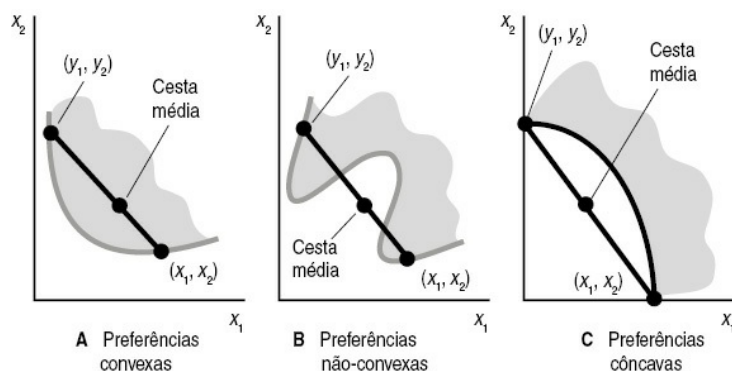 x₂
(y₁, y₂)
Cesta
média
(x₁, x₂)
x₁
A Preferências
convexas
x₂
(y₁, y₂)
Cesta
média
(x₁, x₂)
x₁
B Preferências
não-convexas
x₂
(y₁, y₂)
Cesta
média
(x₁, x₂)
x₁
C Preferências
côncavas